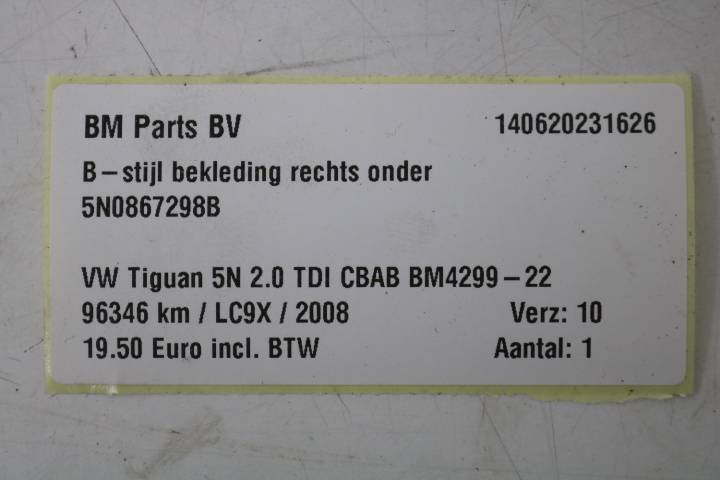 BM Parts BV 140620231626
B-stijl bekleding rechts onder
5N0867298B
VW Tiguan 5N 2.0 TDI CBAB BM4299-22
96346 km / LC9X / 2008 Verz: 10
19.50 Euro incl. BTW Aantal: 1